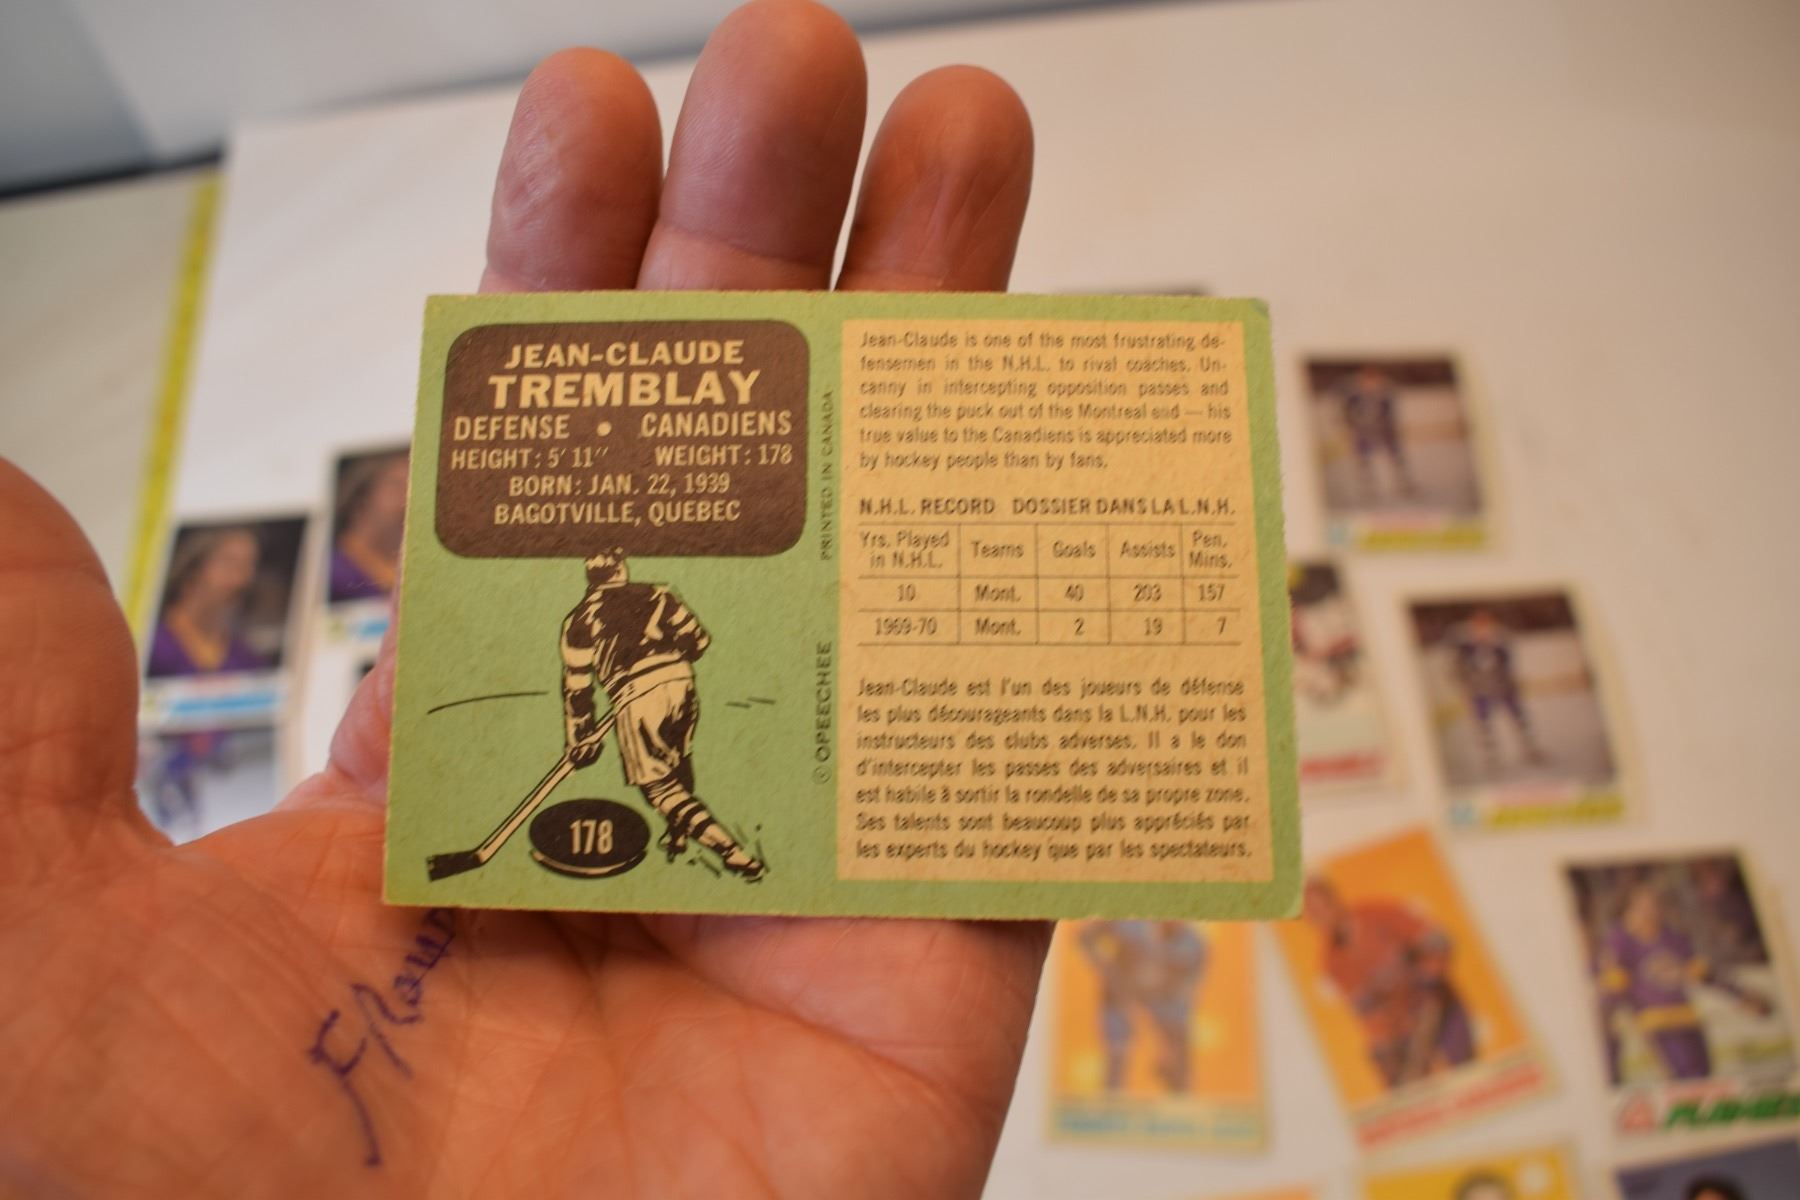 JEAN-CLAUDE
TREMBLAY
DEFENSE • CANADIENS
HEIGHT: 5' 11" WEIGHT: 178
BORN: JAN. 22, 1939
BAGOTVILLE, QUEBEC
178
© OPEECHEE PRINTED IN CANADA
Jean-Claude is one of the most frustrating de-
fensemen in the N.H.L. to rival coaches. Un-
canny in intercepting opposition passes and
clearing the puck out of the Montreal end — his
true value to the Canadiens is appreciated more
by hockey people than by fans.
N.H.L. RECORD DOSSIER DANS LA L.N.H.
Yrs. Played in N.H.L. Teams Goals Assists Pen. Mins.
10 Mont. 40 203 157
1969-70 Mont. 2 19 7
Jean-Claude est l'un des joueurs de défense
les plus décourageants dans la L.N.H. pour les
instructeurs des clubs adverses. Il a le don
d'intercepter les passes des adversaires et il
est habile à sortir la rondelle de sa propre zone.
Ses talents sont beaucoup plus appréciés par
les experts du hockey que par les spectateurs.